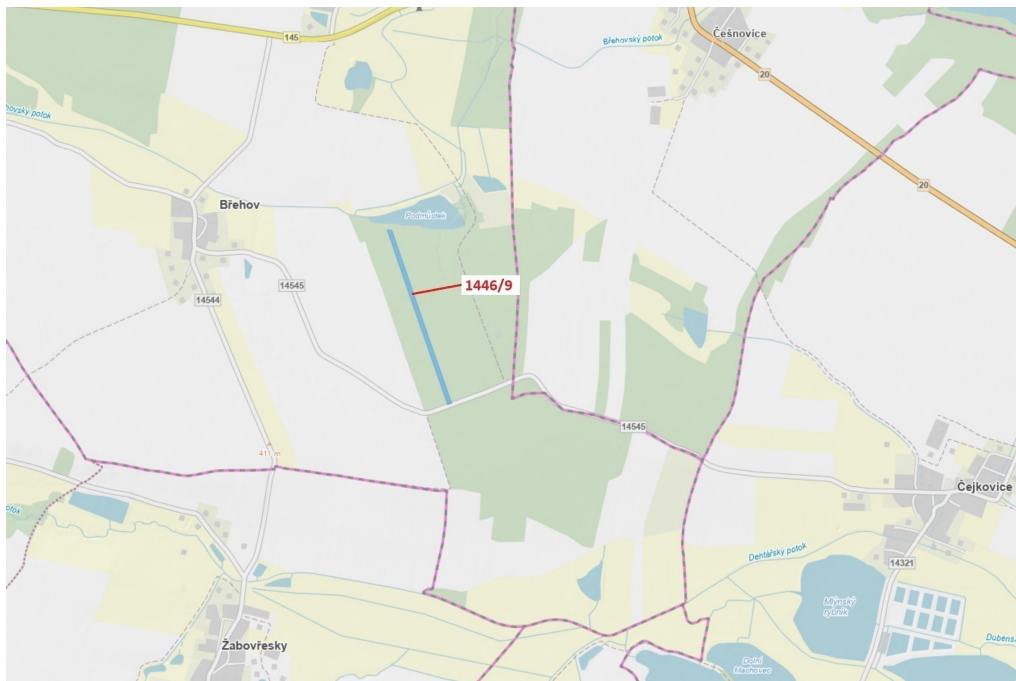 145
Češnovice
Břehovský potok
20
Břehov
Podmůstek
20
1446/9
14545
14544
14545
411 m
Čejkovice
Dehtářský potok
14321
Mlýnský
rybník
Žabovřesky
Dolní
Machovec